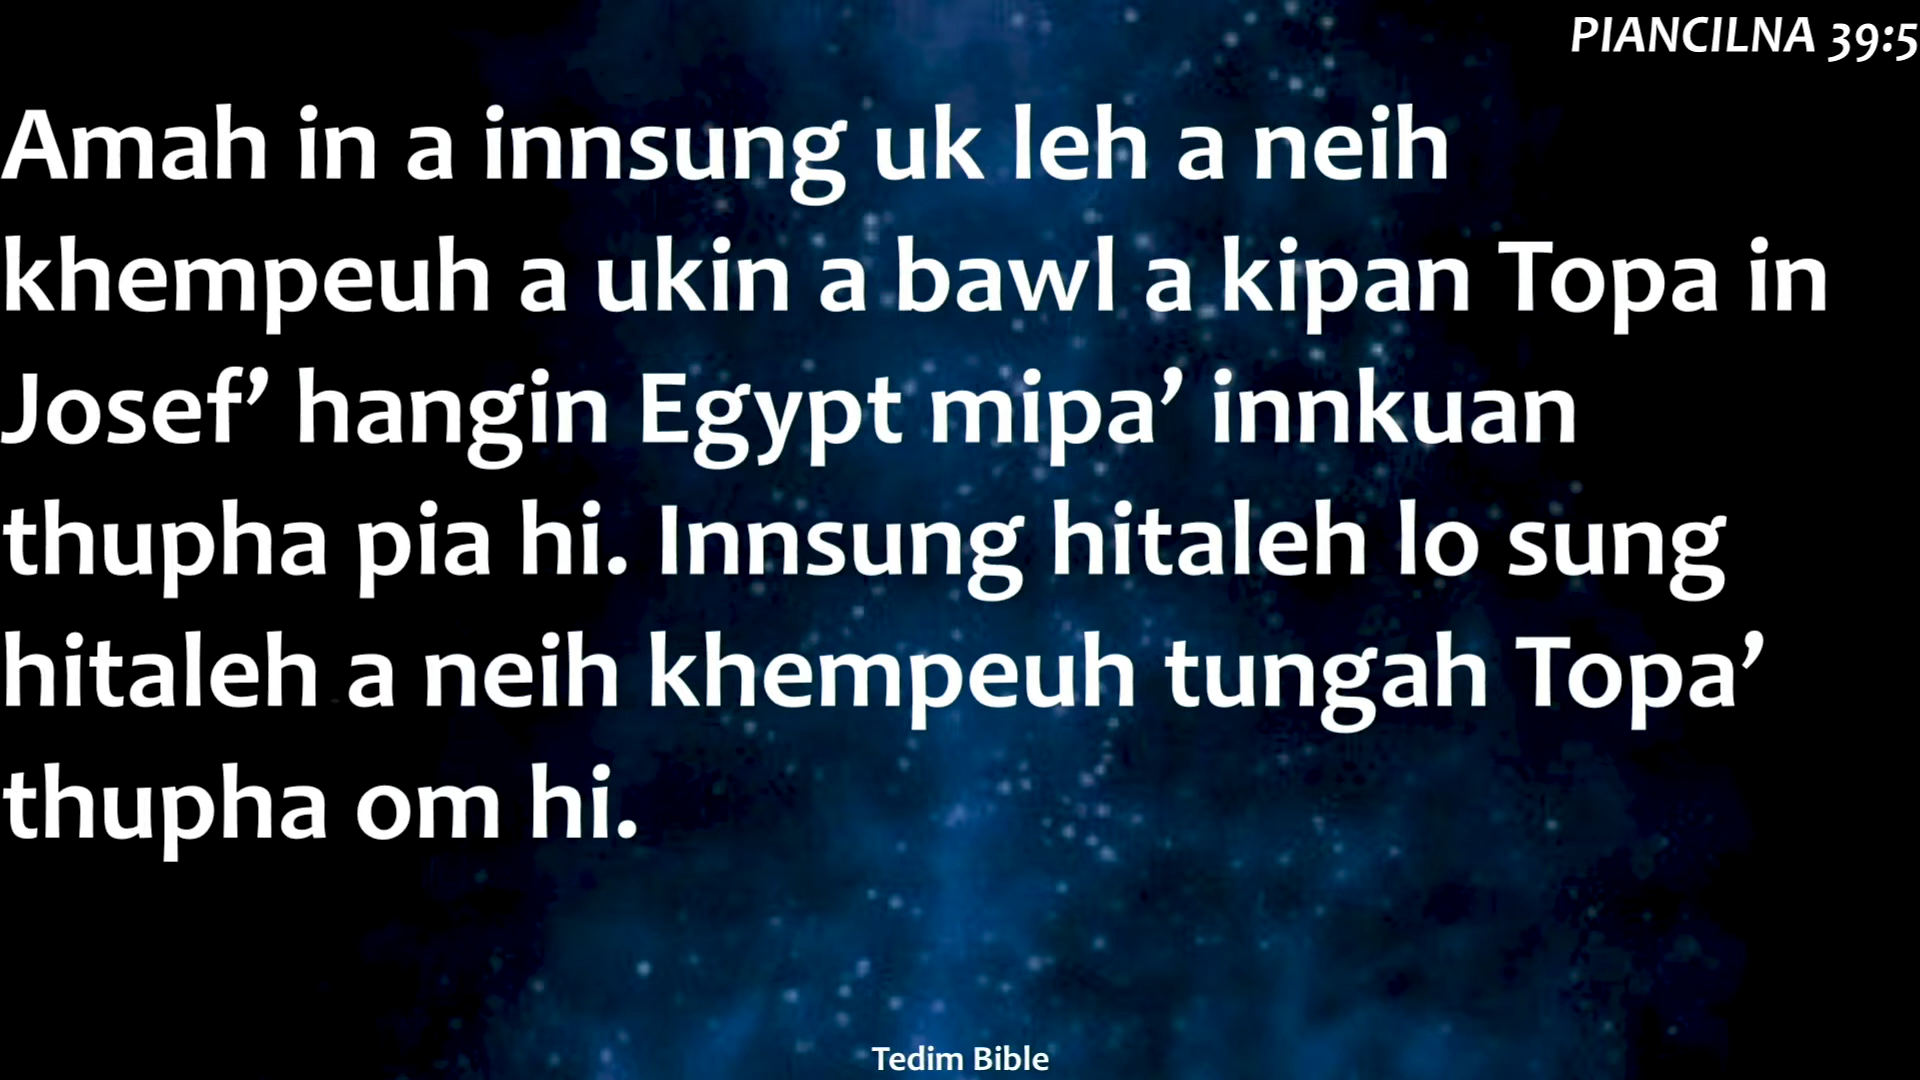 PIANCILNA 39:5
Amah in a innsung uk leh a neih
khempeuh a ukin a bawl a kipan Topa in
Josef’ hangin Egypt mipa’ innkuan
thupha pia hi. Innsung hitaleh lo sung
hitaleh a neih khempeuh tungah Topa’
thupha om hi.
Tedim Bible